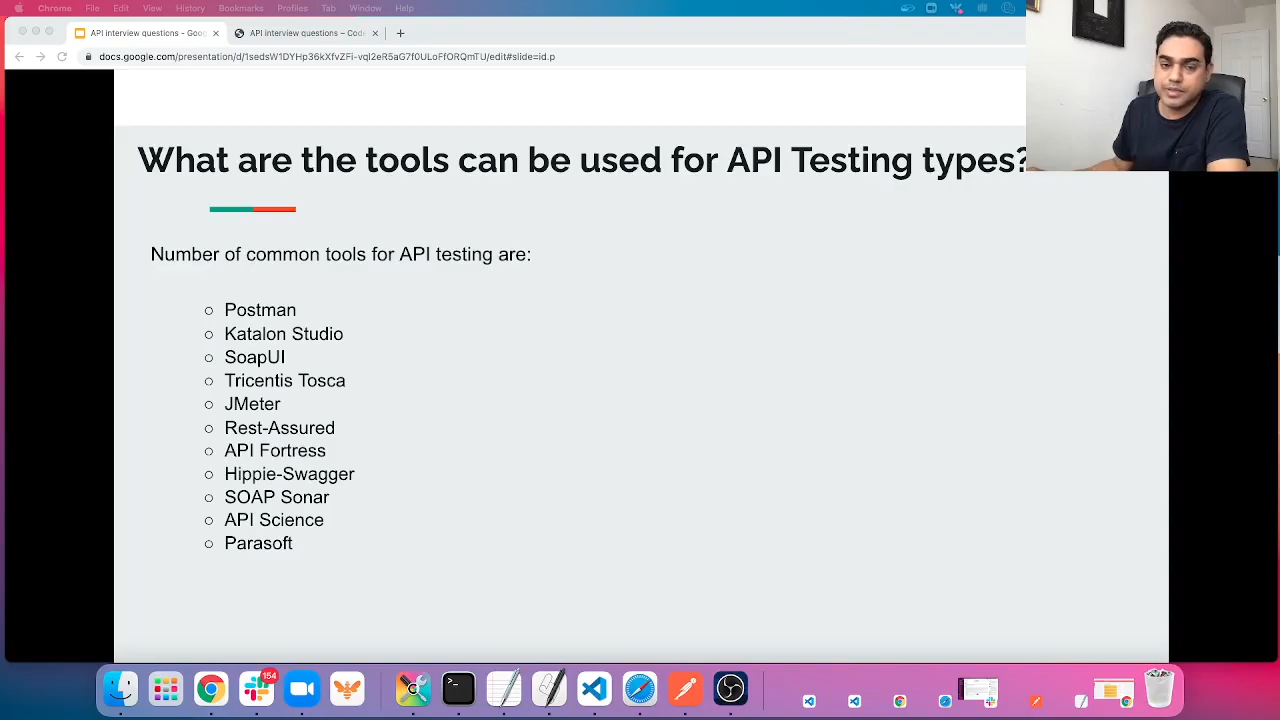 Chrome File Edit View History Bookmarks Profiles Tab Window Help
API interview questions - Goog
API interview questions – Cod
docs.google.com/presentation/d/1sedsW1DYHp36kXfvZFi-vql2eR5aG7f0ULoFfORQmTU/edit#slide=id.p
What are the tools can be used for API Testing types?
Number of common tools for API testing are:
○ Postman
○ Katalon Studio
○ SoapUI
○ Tricentis Tosca
○ JMeter
○ Rest-Assured
○ API Fortress
○ Hippie-Swagger
○ SOAP Sonar
○ API Science
○ Parasoft
154